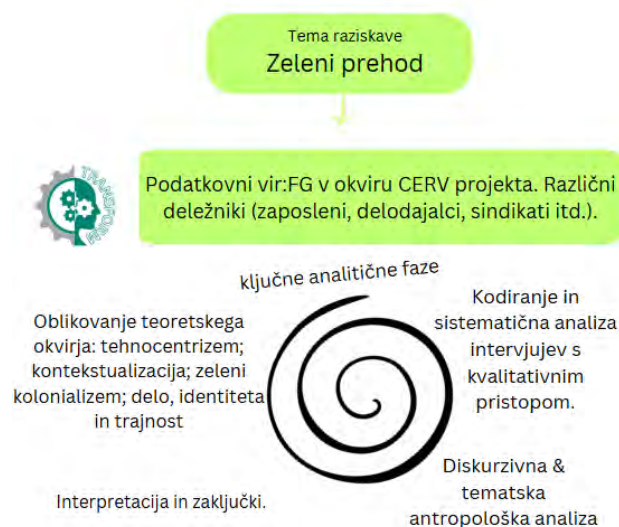 Tema raziskave
Zeleni prehod
TRANSFORM
Podatkovni vir:FG v okviru CERV projekta. Različni
deležniki (zaposleni, delodajalci, sindikati itd.).
ključne analitične faze
Oblikovanje teoretskega
okvirja: tehnocentrizem;
kontekstualizacija; zeleni
kolonializem; delo, identiteta
in trajnost
Kodiranje in
sistematična analiza
intervjujev s
kvalitativnim
pristopom.
Interpretacija in zaključki.
Diskurzivna &
tematska
antropološka analiza